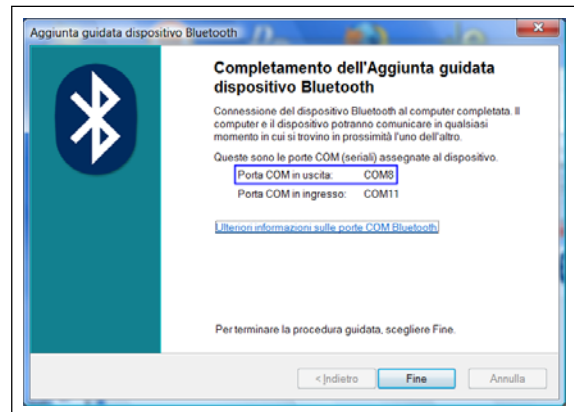 Aggiunta guidata dispositivo Bluetooth
Completamento dell'Aggiunta guidata
dispositivo Bluetooth
Connessione del dispositivo Bluetooth al computer completata. Il
computer e il dispositivo potranno comunicare in qualsiasi
momento in cui si trovino in prossimità l'uno dell'altro.
Queste sono le porte COM (seriali) assegnate al dispositivo.
Porta COM in uscita: COM8
Porta COM in ingresso: COM11
Ulteriori informazioni sulle porte COM Bluetooth
Per terminare la procedura guidata, scegliere Fine.
< Indietro Fine Annulla